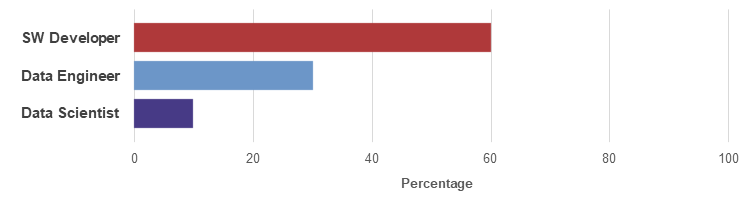 SW Developer
Data Engineer
Data Scientist
0 20 40 60 80 100
Percentage